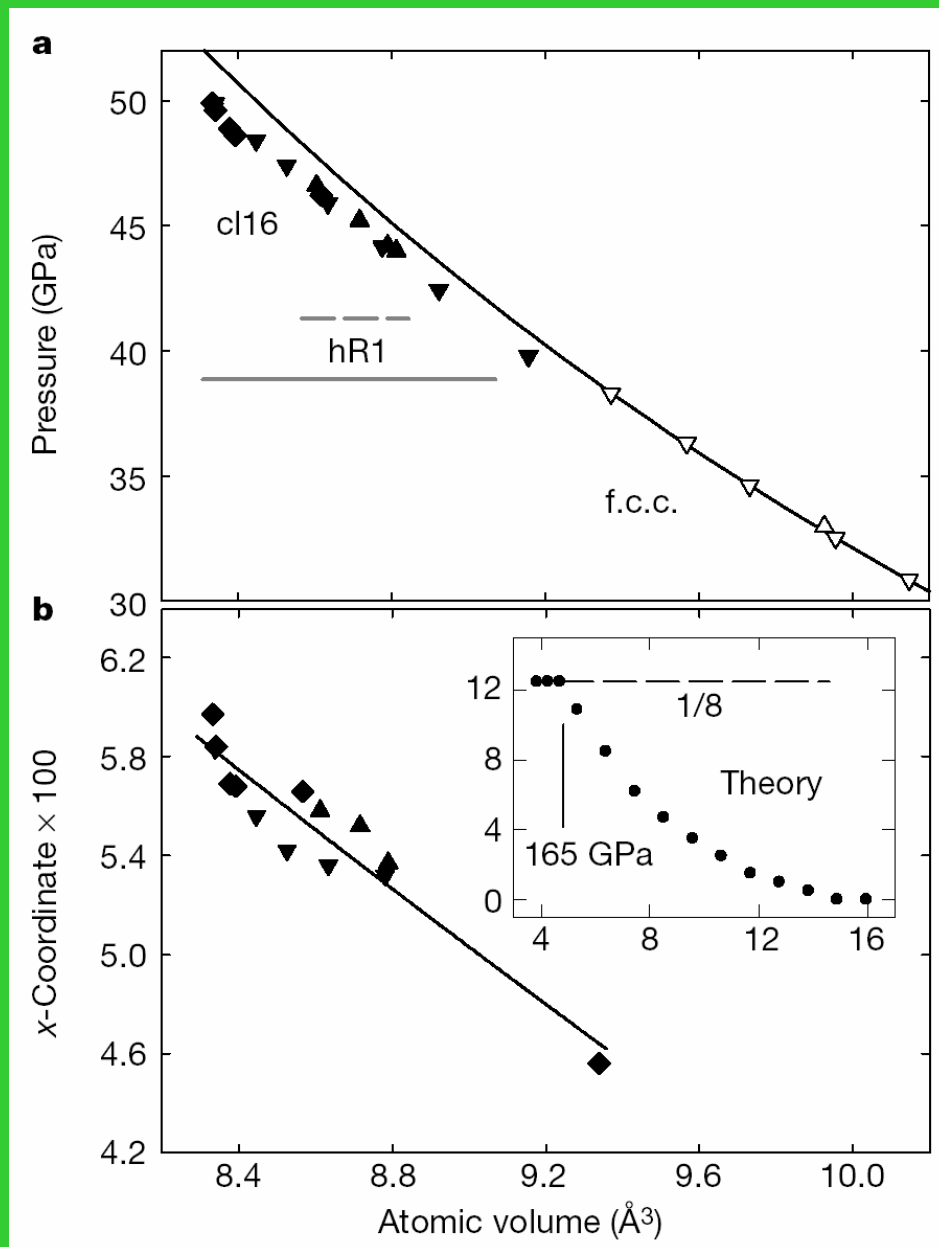 a
50
45
40
35
30
Pressure (GPa)
cI16
hR1
f.c.c.
b
6.2
5.8
5.4
5.0
4.6
4.2
x-Coordinate × 100
12
8
4
0
1/8
Theory
165 GPa
4 8 12 16
8.4 8.8 9.2 9.6 10.0
Atomic volume (Å³)